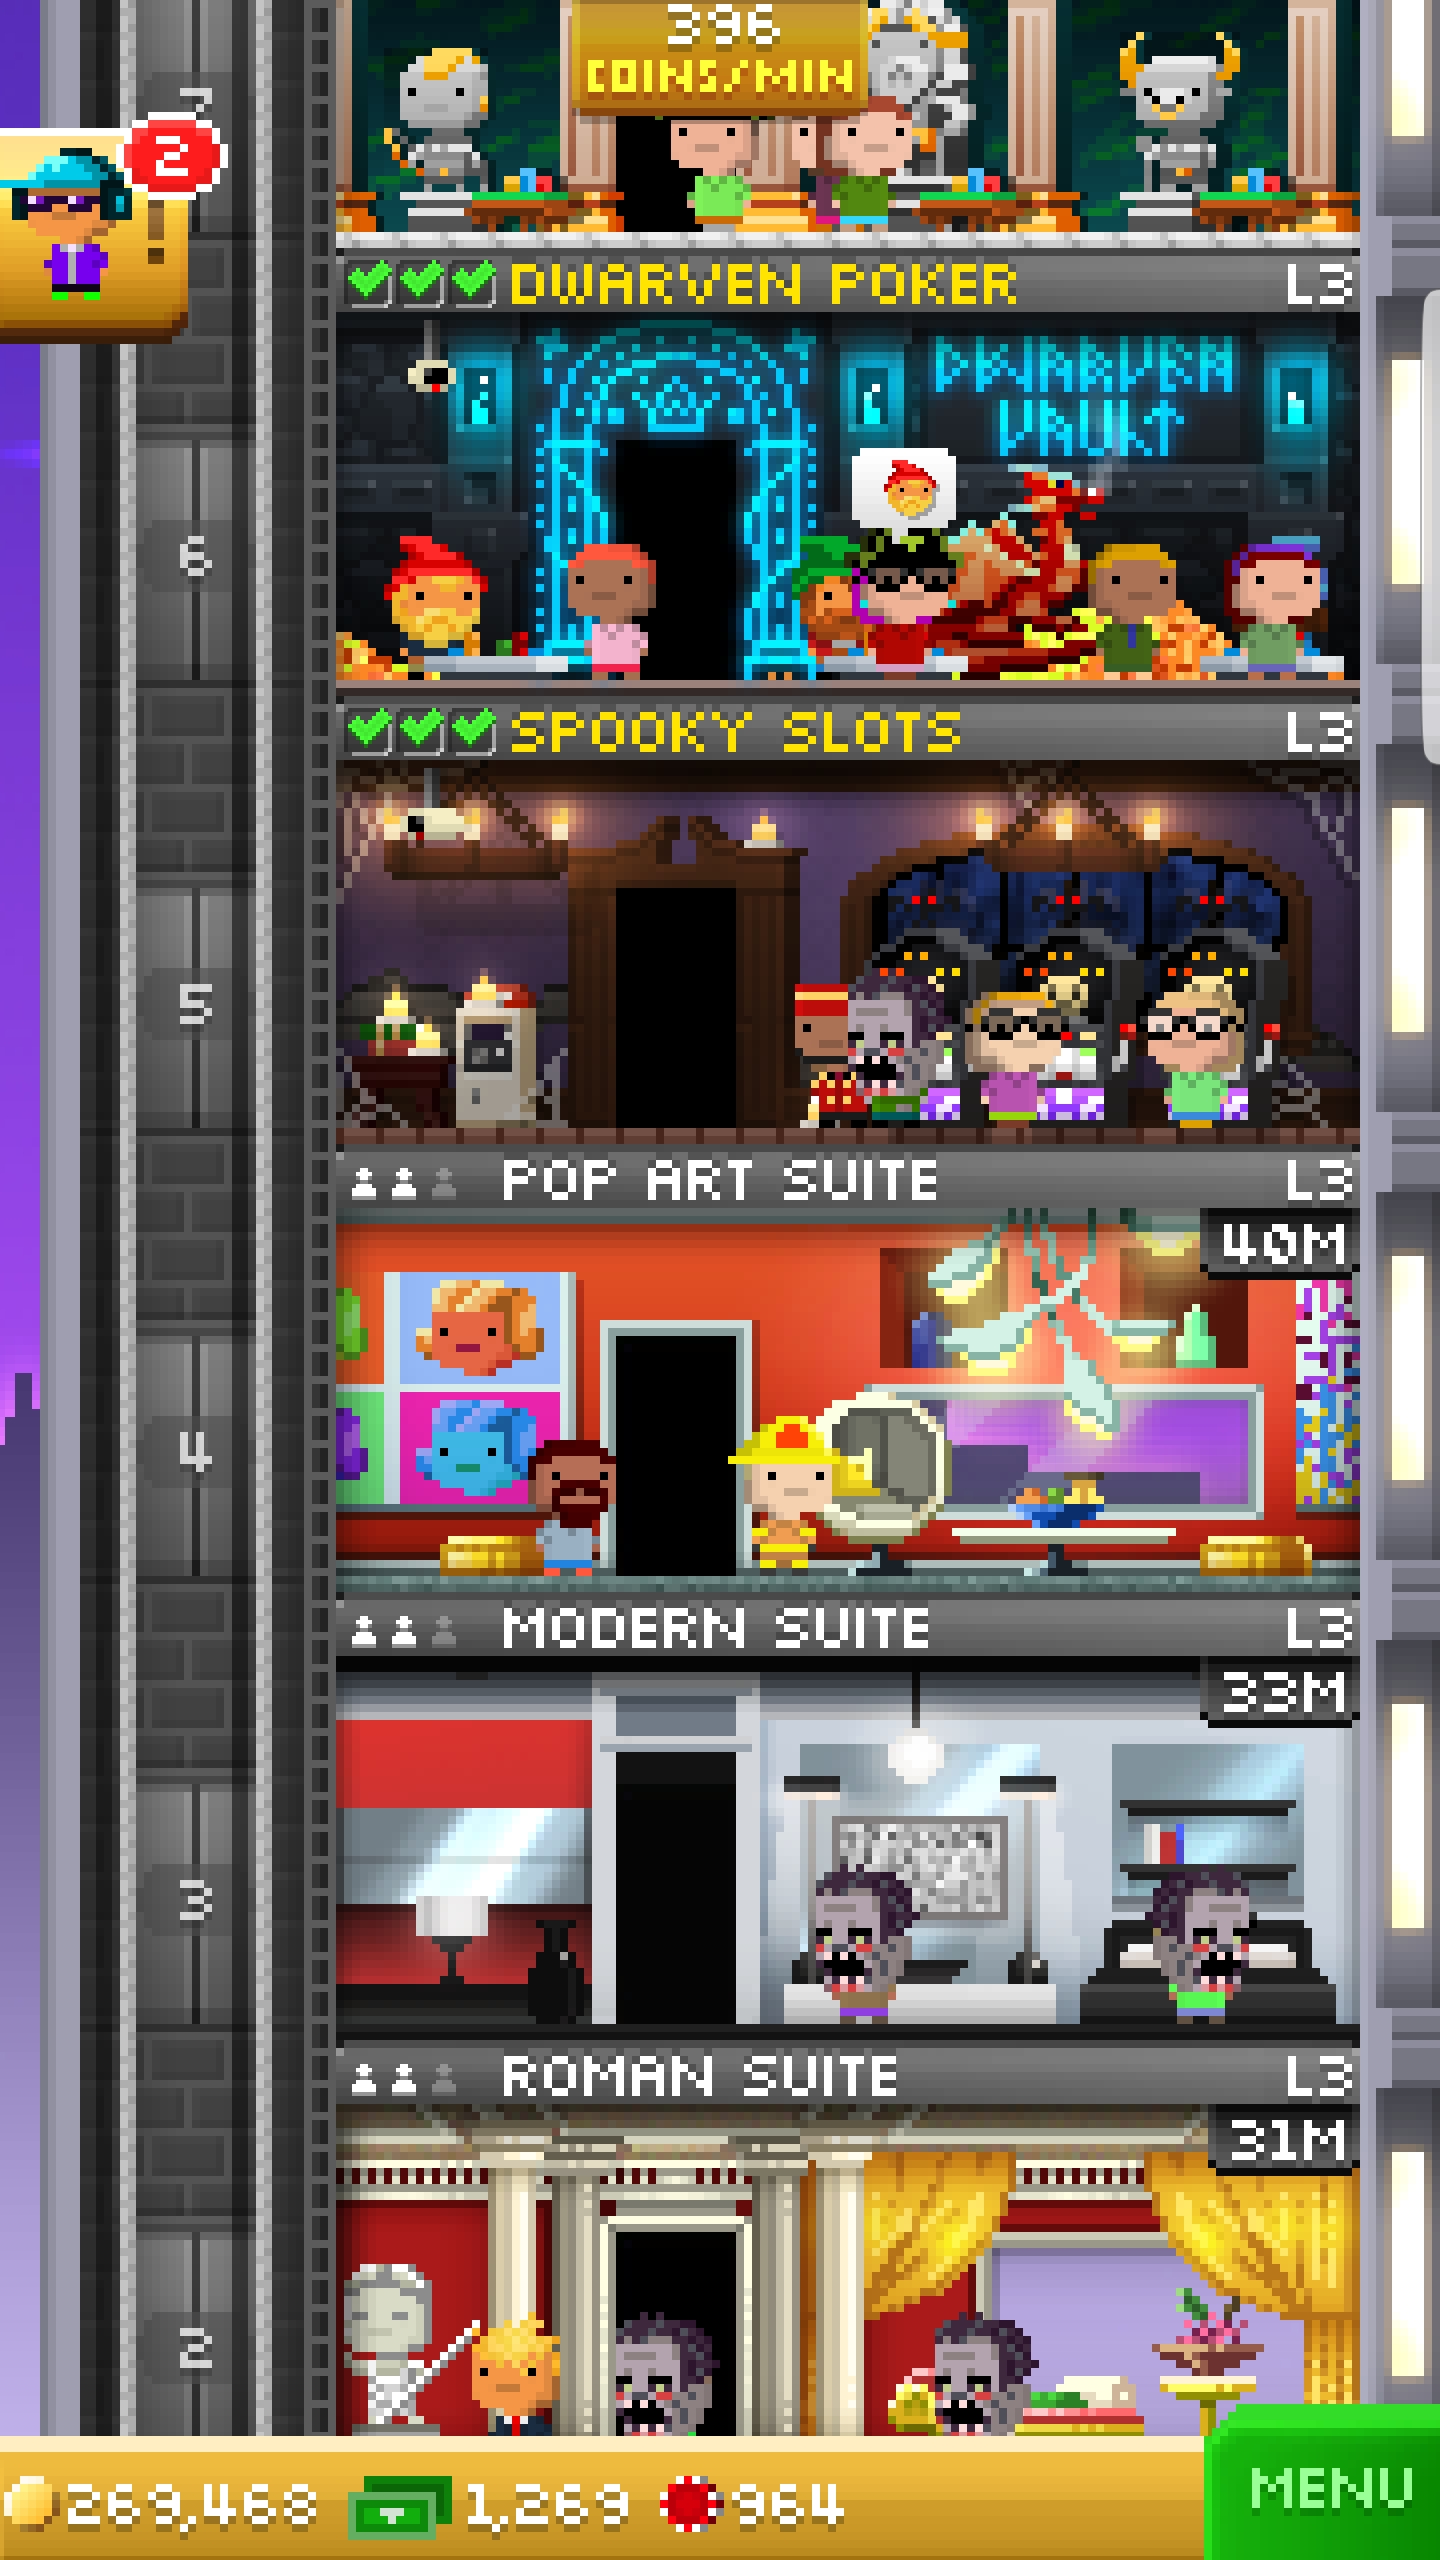 396
COINS/MIN
7
2
!
DWARVEN POKER L3
DWARVEN
VAULT
6
SPOOKY SLOTS L3
5
POP ART SUITE L3
40M
4
MODERN SUITE L3
33M
3
ROMAN SUITE L3
31M
2
269,468 1,269 964
MENU